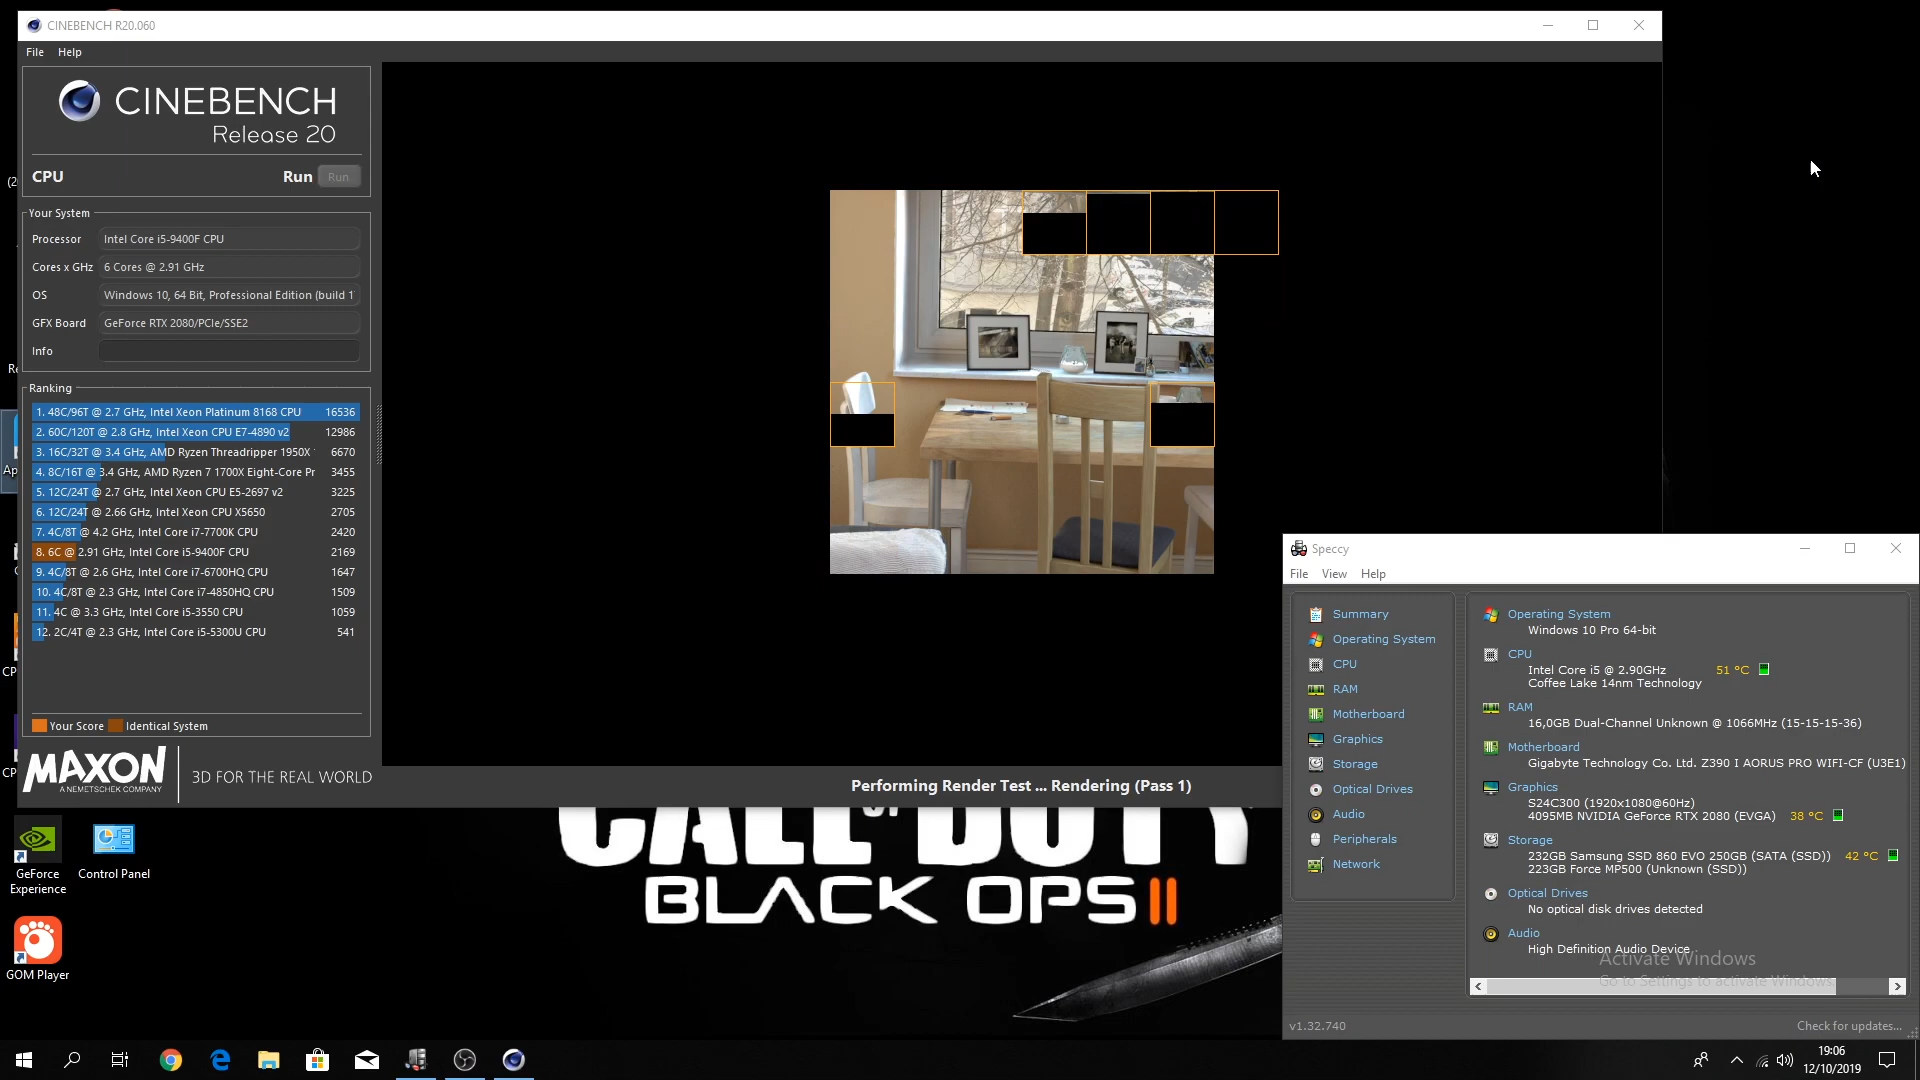 CINEBENCH R20.060
File Help
CINEBENCH
Release 20
CPU Run Run
Your System
Processor Intel Core i5-9400F CPU
Cores x GHz 6 Cores @ 2.91 GHz
OS Windows 10, 64 Bit, Professional Edition (build 1
GFX Board GeForce RTX 2080/PCIe/SSE2
Info
Ranking
1. 48C/96T @ 2.7 GHz, Intel Xeon Platinum 8168 CPU 16536
2. 60C/120T @ 2.8 GHz, Intel Xeon CPU E7-4890 v2 12986
3. 16C/32T @ 3.4 GHz, AMD Ryzen Threadripper 1950X 6670
4. 8C/16T @ 3.4 GHz, AMD Ryzen 7 1700X Eight-Core Pr 3455
5. 12C/24T @ 2.7 GHz, Intel Xeon CPU E5-2697 v2 3225
6. 12C/24T @ 2.66 GHz, Intel Xeon CPU X5650 2705
7. 4C/8T @ 4.2 GHz, Intel Core i7-7700K CPU 2420
8. 6C @ 2.91 GHz, Intel Core i5-9400F CPU 2169
9. 4C/8T @ 2.6 GHz, Intel Core i7-6700HQ CPU 1647
10. 4C/8T @ 2.3 GHz, Intel Core i7-4850HQ CPU 1509
11. 4C @ 3.3 GHz, Intel Core i5-3550 CPU 1059
12. 2C/4T @ 2.3 GHz, Intel Core i5-5300U CPU 541
Your Score Identical System
MAXON
A NEMETSCHEK COMPANY
3D FOR THE REAL WORLD
Performing Render Test ... Rendering (Pass 1)
CALL OF DUTY
BLACK OPS II
GeForce
Experience
Control Panel
GOM Player
Speccy
File View Help
Summary
Operating System
CPU
RAM
Motherboard
Graphics
Storage
Optical Drives
Audio
Peripherals
Network
Operating System
Windows 10 Pro 64-bit
CPU
Intel Core i5 @ 2.90GHz 51 °C
Coffee Lake 14nm Technology
RAM
16,0GB Dual-Channel Unknown @ 1066MHz (15-15-15-36)
Motherboard
Gigabyte Technology Co. Ltd. Z390 I AORUS PRO WIFI-CF (U3E1)
Graphics
S24C300 (1920x1080@60Hz)
4095MB NVIDIA GeForce RTX 2080 (EVGA) 38 °C
Storage
232GB Samsung SSD 860 EVO 250GB (SATA (SSD)) 42 °C
223GB Force MP500 (Unknown (SSD))
Optical Drives
No optical disk drives detected
Audio
High Definition Audio Device
Activate Windows
Go to Settings to activate Windows.
v1.32.740 Check for updates...
19:06
12/10/2019